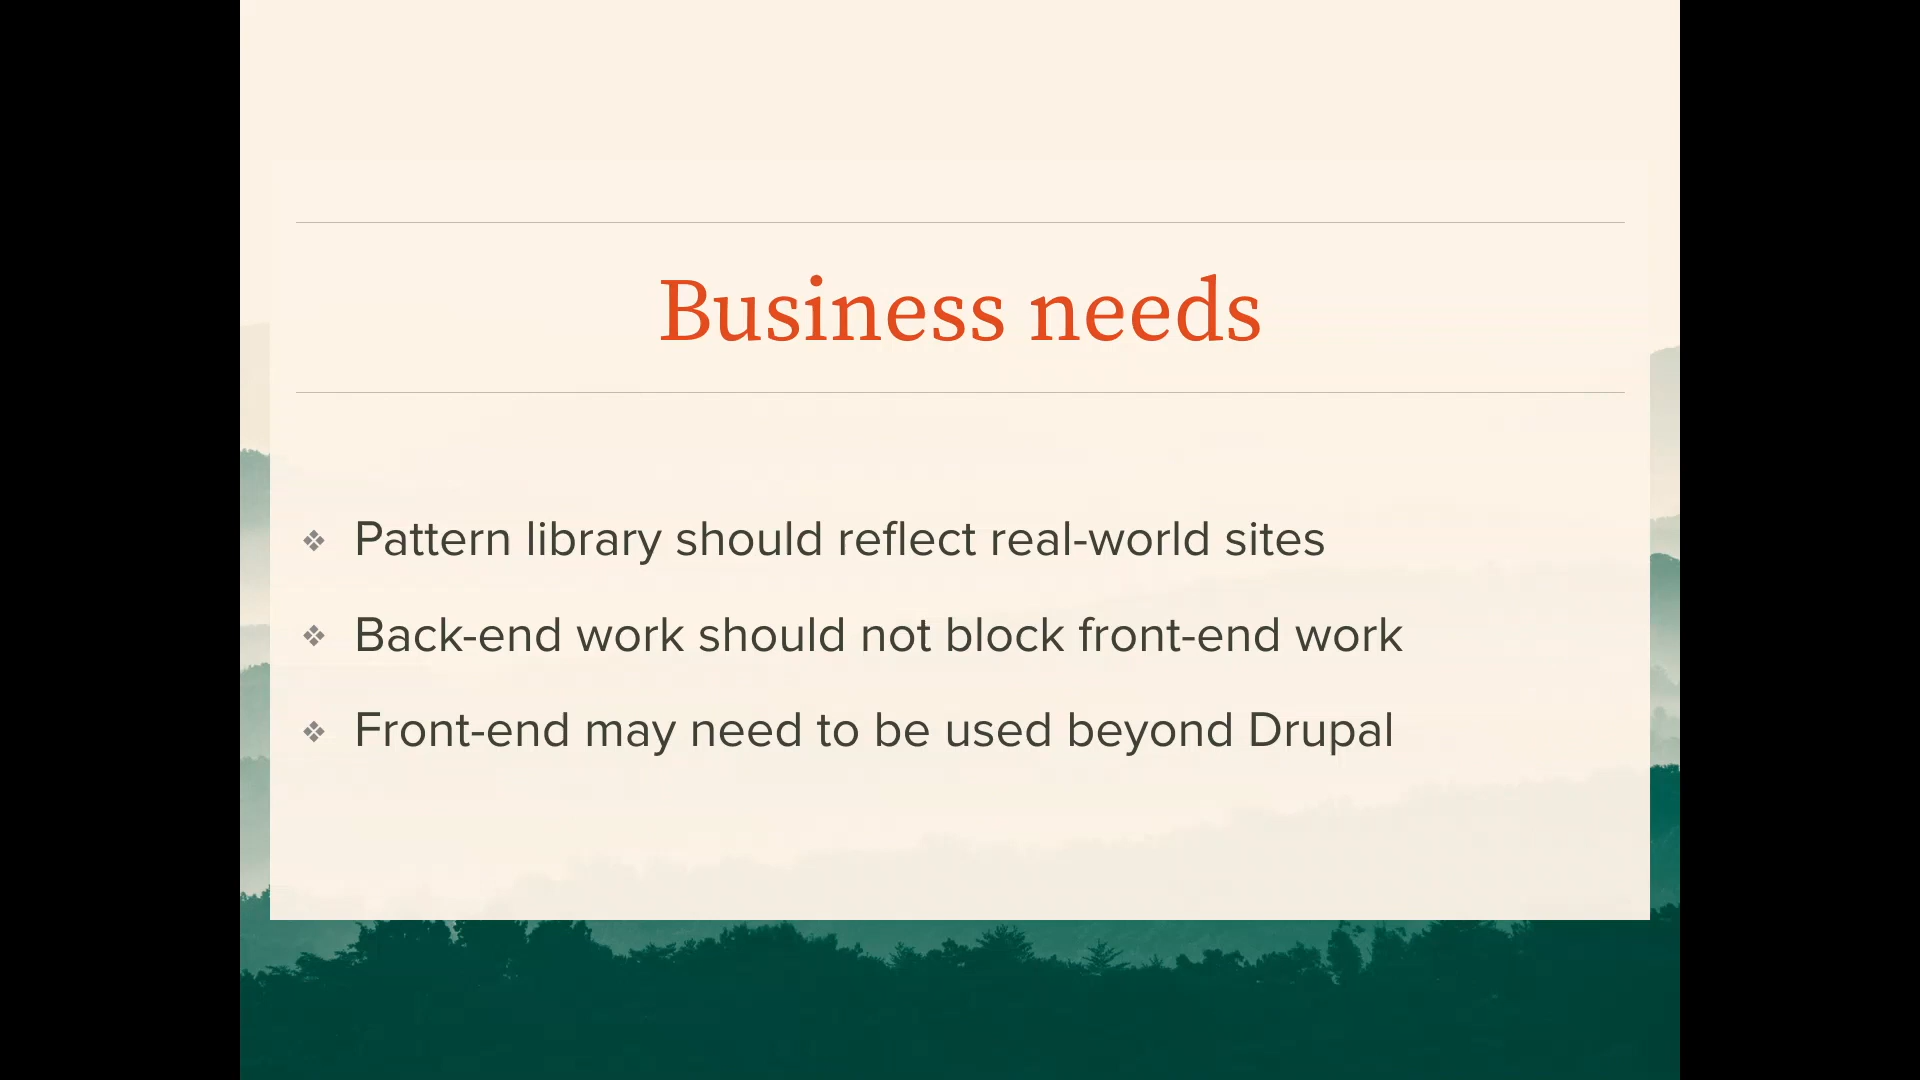 Business needs
Pattern library should reflect real-world sites
Back-end work should not block front-end work
Front-end may need to be used beyond Drupal